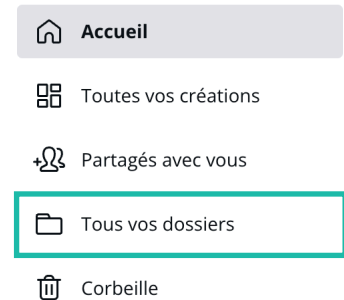 Accueil
Toutes vos créations
Partagés avec vous
Tous vos dossiers
Corbeille